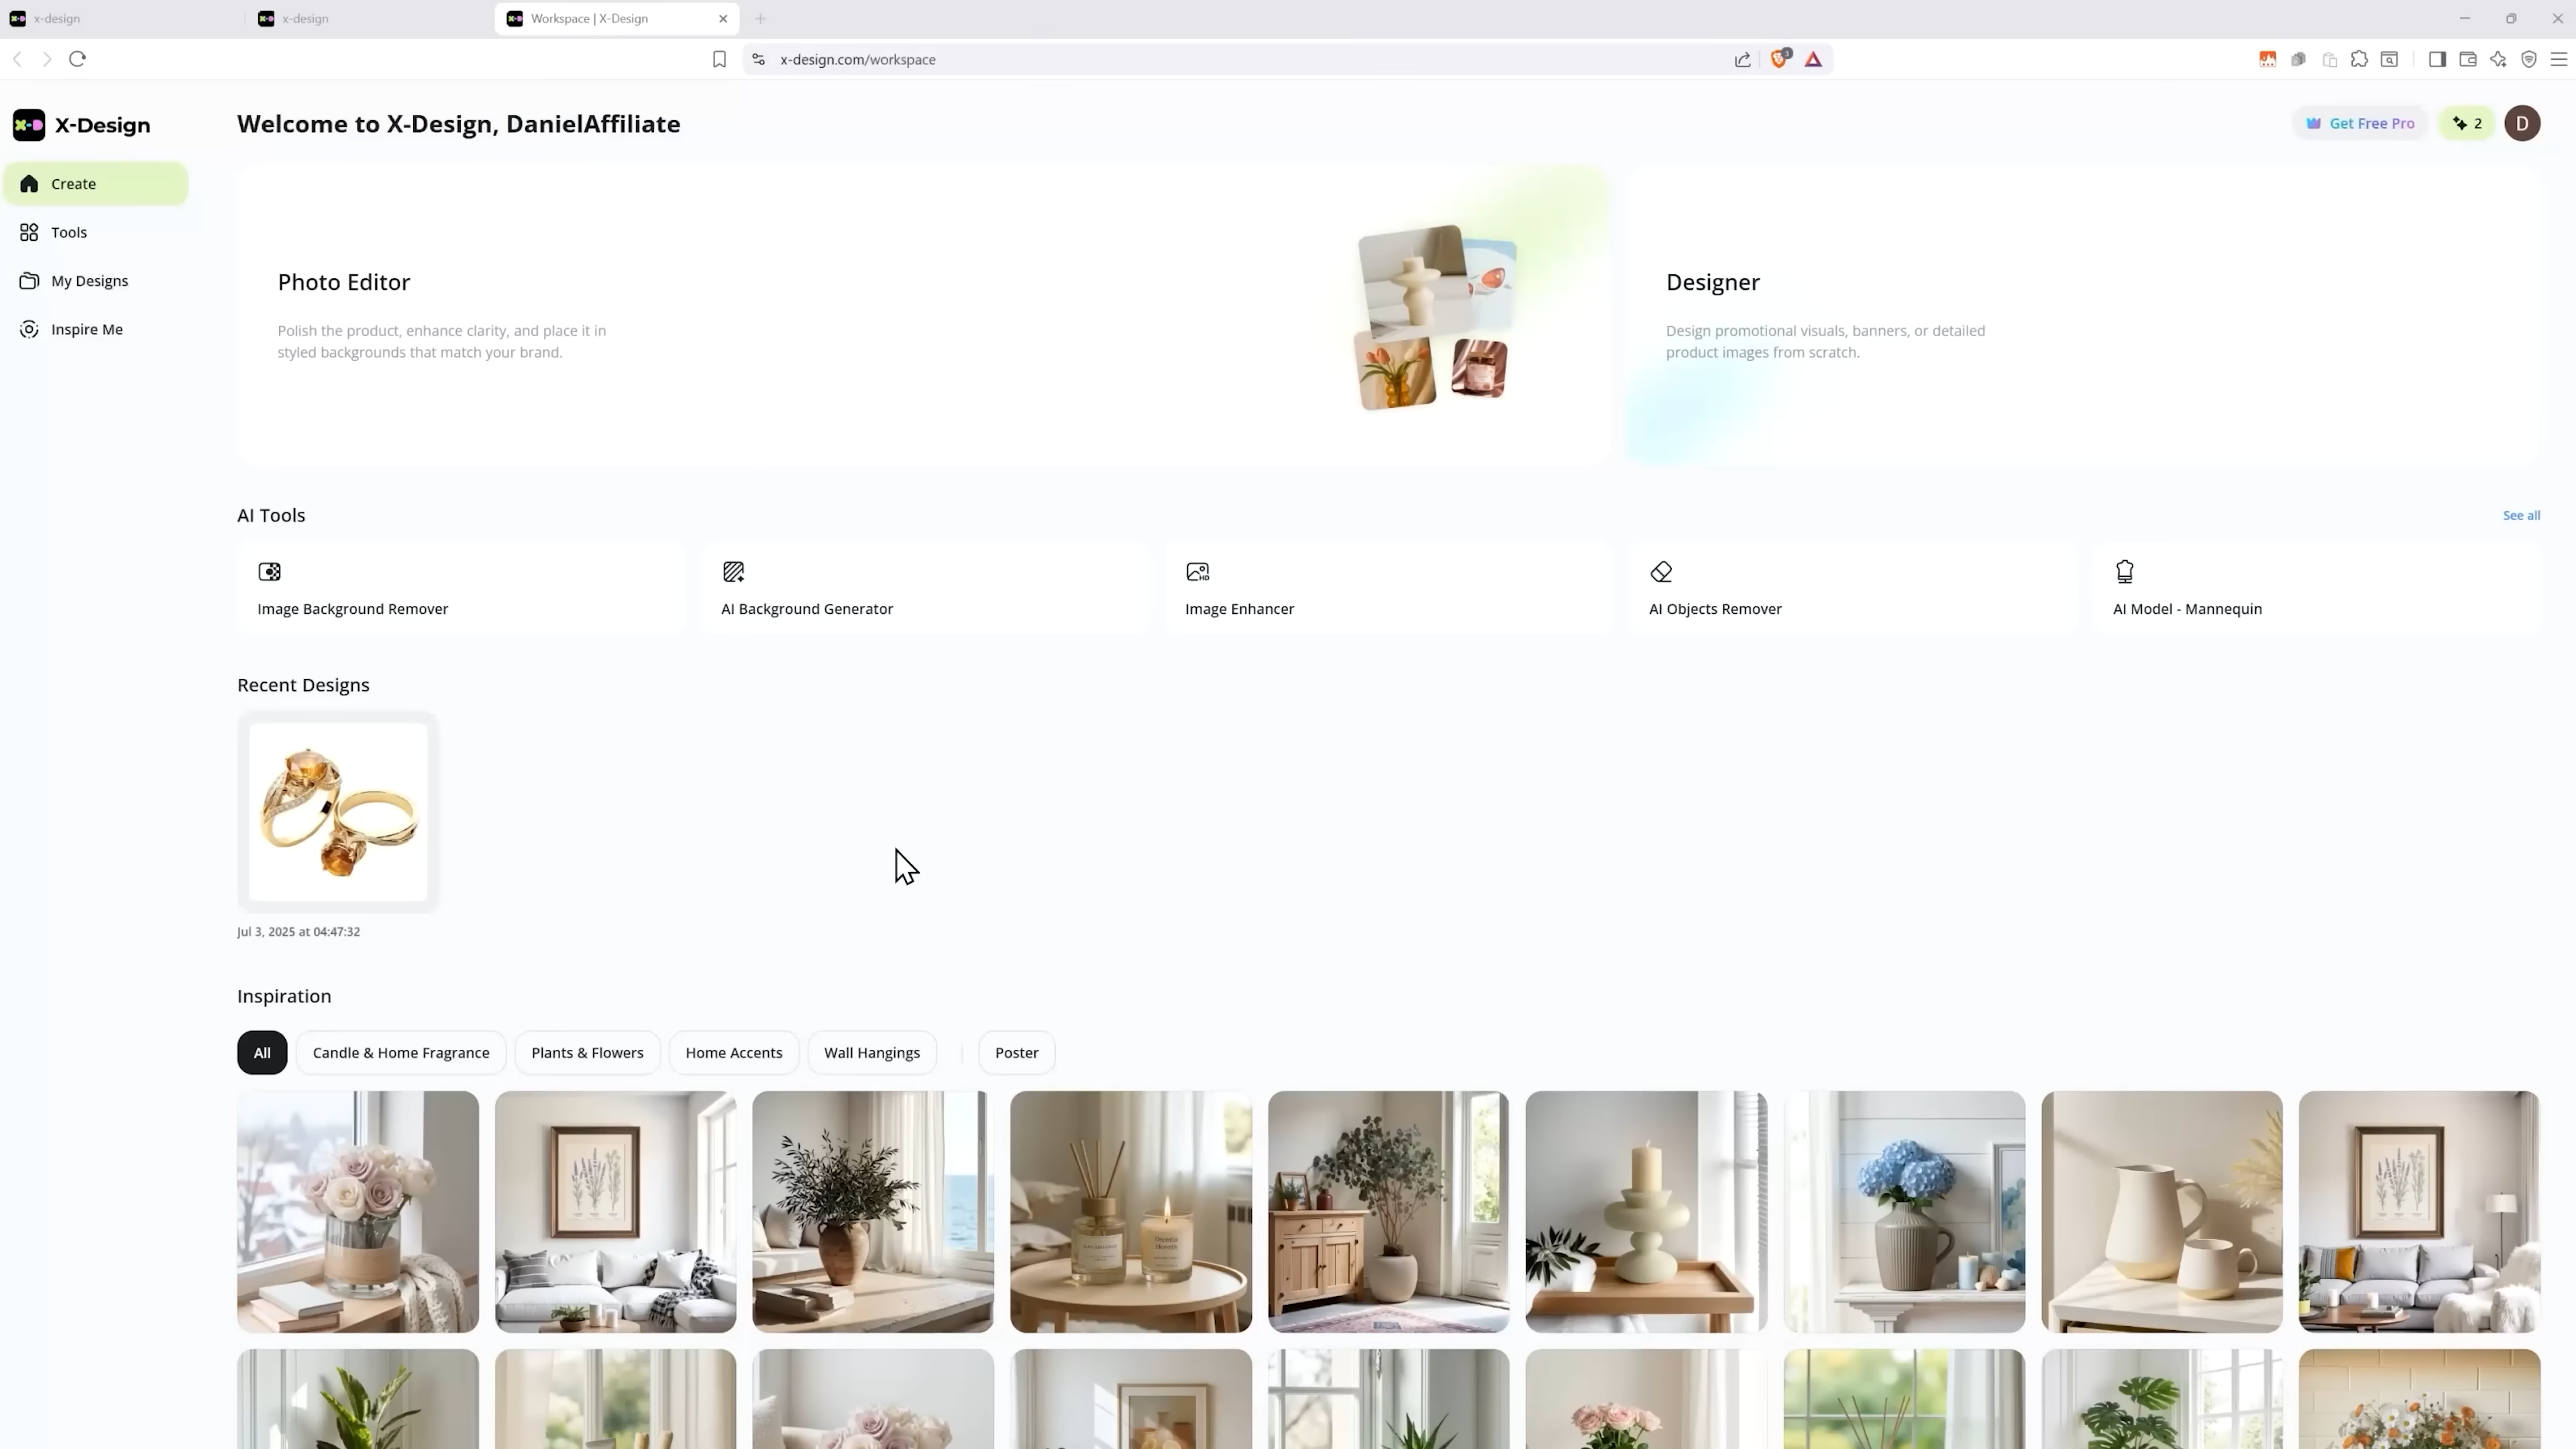 x-design
x-design
Workspace | X-Design
x-design.com/workspace
3
X-Design
Welcome to X-Design, DanielAffiliate
Get Free Pro
2
D
Create
Tools
My Designs
Inspire Me
Photo Editor
Polish the product, enhance clarity, and place it in
styled backgrounds that match your brand.
Designer
Design promotional visuals, banners, or detailed
product images from scratch.
AI Tools
See all
HD
Image Background Remover
AI Background Generator
Image Enhancer
AI Objects Remover
AI Model - Mannequin
Recent Designs
Jul 3, 2025 at 04:47:32
Inspiration
All
Candle & Home Fragrance
Plants & Flowers
Home Accents
Wall Hangings
Poster